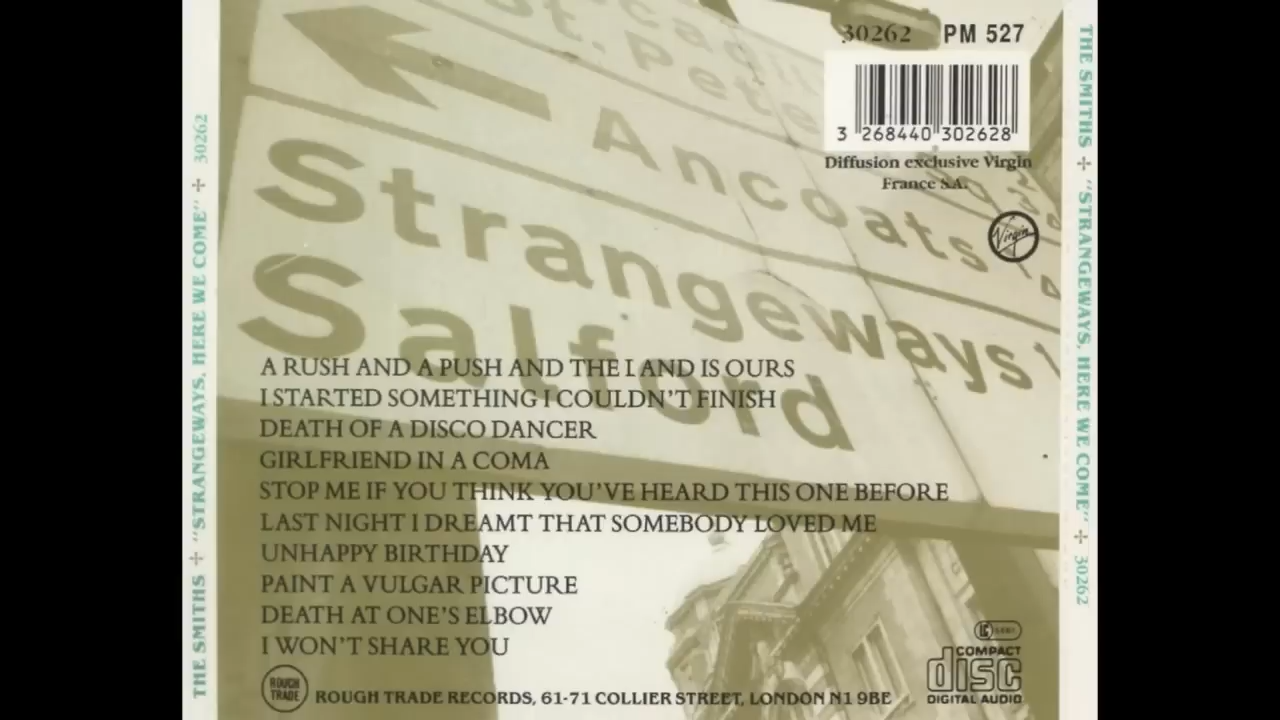 THE SMITHS + "STRANGEWAYS, HERE WE COME" + 30262
30262 PM 527
3 268440 302628
Diffusion exclusive Virgin
France S.A.
Virgin
St. Pete
Ancoats
Strangeways
Salford
A RUSH AND A PUSH AND THE LAND IS OURS
I STARTED SOMETHING I COULDN'T FINISH
DEATH OF A DISCO DANCER
GIRLFRIEND IN A COMA
STOP ME IF YOU THINK YOU'VE HEARD THIS ONE BEFORE
LAST NIGHT I DREAMT THAT SOMEBODY LOVED ME
UNHAPPY BIRTHDAY
PAINT A VULGAR PICTURE
DEATH AT ONE'S ELBOW
I WON'T SHARE YOU
ROUGH
TRADE
ROUGH TRADE RECORDS, 61-71 COLLIER STREET, LONDON N1 9BE
COMPACT
disc
DIGITAL AUDIO
THE SMITHS + "STRANGEWAYS, HERE WE COME" + 30262